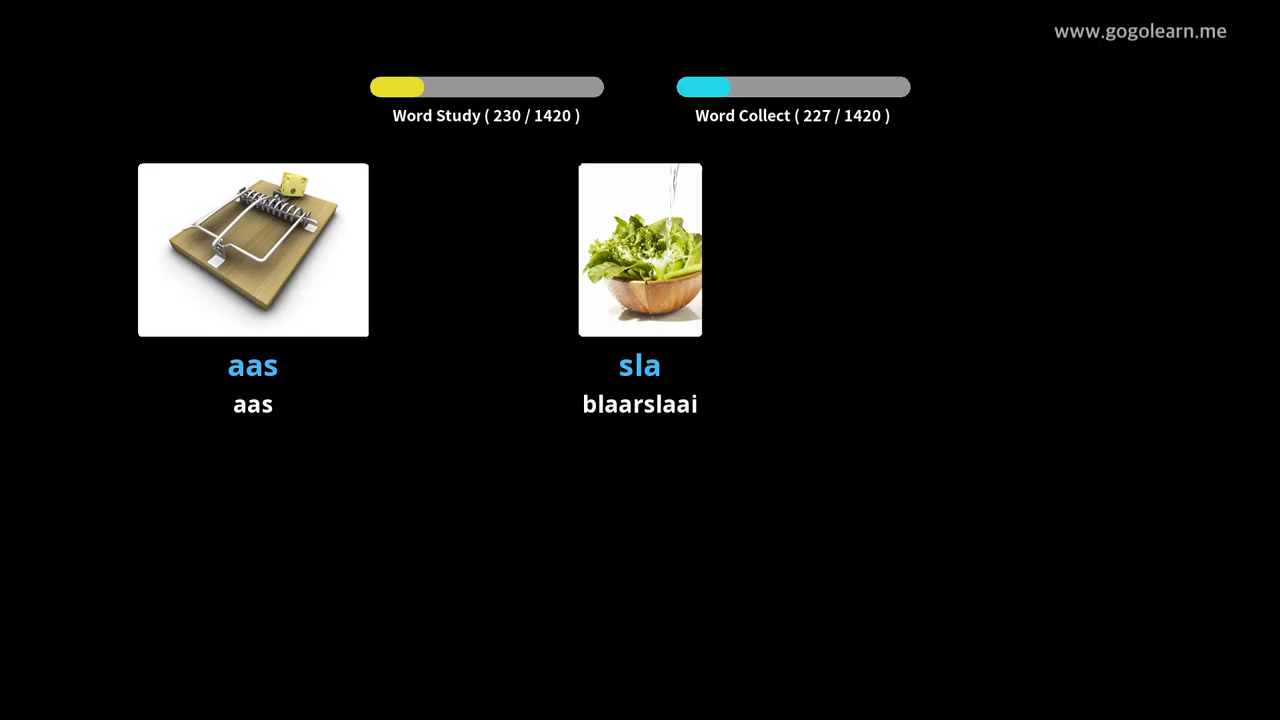 www.gogolearn.me
Word Study ( 230 / 1420 )
Word Collect ( 227 / 1420 )
aas
aas
sla
blaarslaai